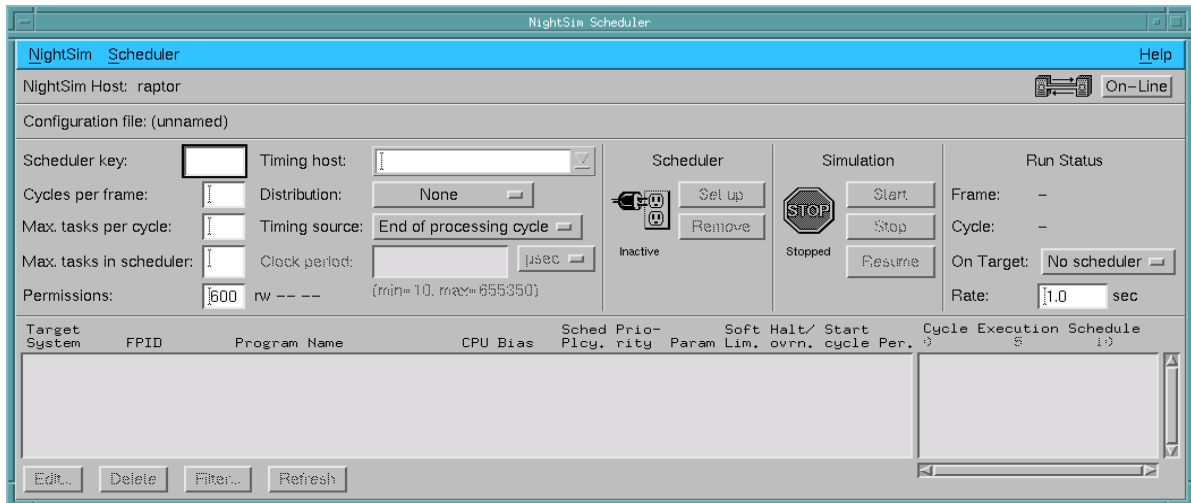 NightSim Scheduler
NightSim Scheduler Help
NightSim Host: raptor On-Line
Configuration file: (unnamed)
Scheduler key: Timing host: Scheduler Simulation Run Status
Cycles per frame: Distribution: None Set up Start Frame: -
Max. tasks per cycle: Timing source: End of processing cycle Remove STOP Stop Cycle: -
Max. tasks in scheduler: Clock period: µsec Inactive Stopped Resume On Target: No scheduler
Permissions: 600 rw -- -- (min=10, max=655350) Rate: 1.0 sec
Target Sched Prio- Soft Halt/ Start Cycle Execution Schedule
System FPID Program Name CPU Bias Plcy. rity Param Lim. ovrn. cycle Per. 0 5 10
Edit... Delete Filter... Refresh